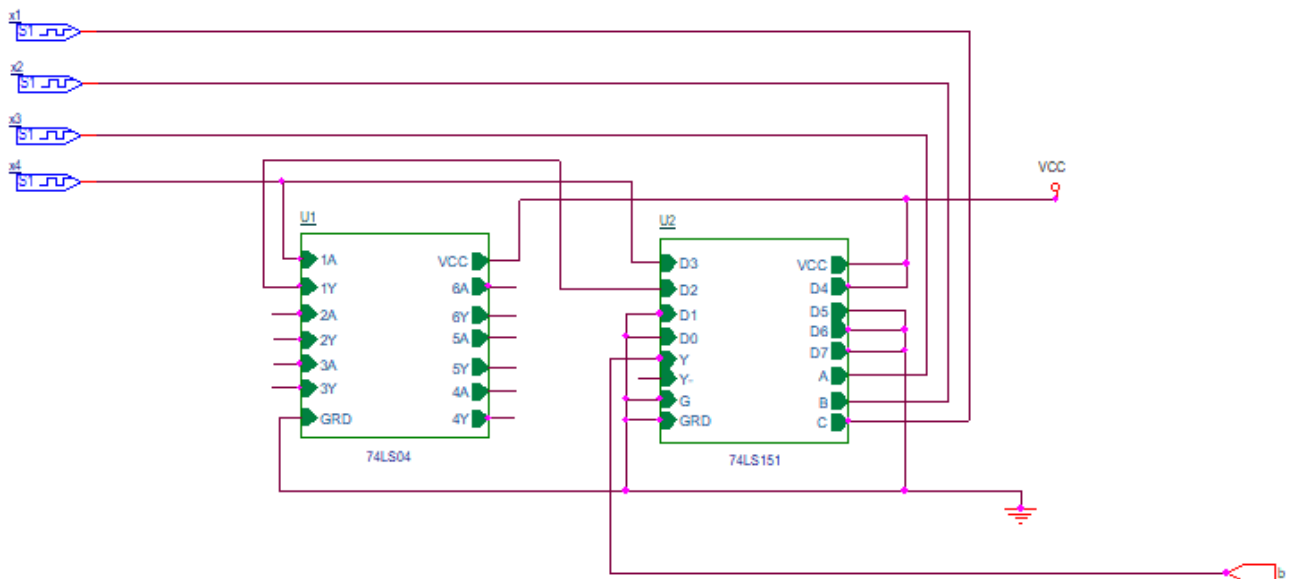 x1
S1
x2
S1
x3
S1
x4
S1
VCC
U1
1A
1Y
2A
2Y
3A
3Y
GRD
VCC
6A
6Y
5A
5Y
4A
4Y
74LS04
U2
D3
D2
D1
D0
Y
Y-
G
GRD
VCC
D4
D5
D6
D7
A
B
C
74LS151
b